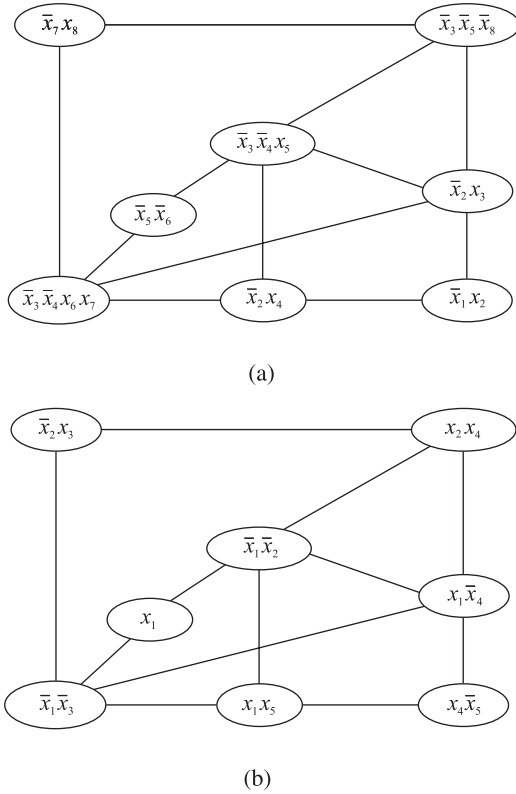 x̅₇x₈
x̅₃x̅₅x̅₈
x̅₃x̅₄x₅
x̅₂x₃
x̅₅x̅₆
x̅₃x̅₄x₆x₇
x̅₂x₄
x̅₁x₂
(a)
x̅₂x₃
x₂x₄
x̅₁x̅₂
x₁x̅₄
x₁
x̅₁x̅₃
x₁x₅
x₄x̅₅
(b)